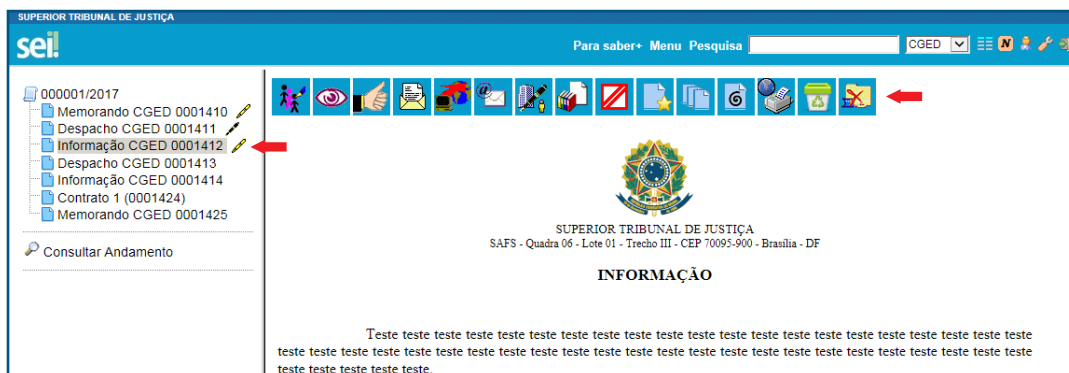 SUPERIOR TRIBUNAL DE JUSTIÇA
sei!
Para saber+ Menu Pesquisa
CGED
N
000001/2017
Memorando CGED 0001410
Despacho CGED 0001411
Informação CGED 0001412
Despacho CGED 0001413
Informação CGED 0001414
Contrato 1 (0001424)
Memorando CGED 0001425
Consultar Andamento
SUPERIOR TRIBUNAL DE JUSTIÇA
SAFS - Quadra 06 - Lote 01 - Trecho III - CEP 70095-900 - Brasília - DF
INFORMAÇÃO
Teste teste teste teste teste teste teste teste teste teste teste teste teste teste teste teste teste teste teste teste teste
teste teste teste teste teste teste teste teste teste teste teste teste teste teste teste teste teste teste teste teste teste teste teste teste
teste teste teste teste teste.